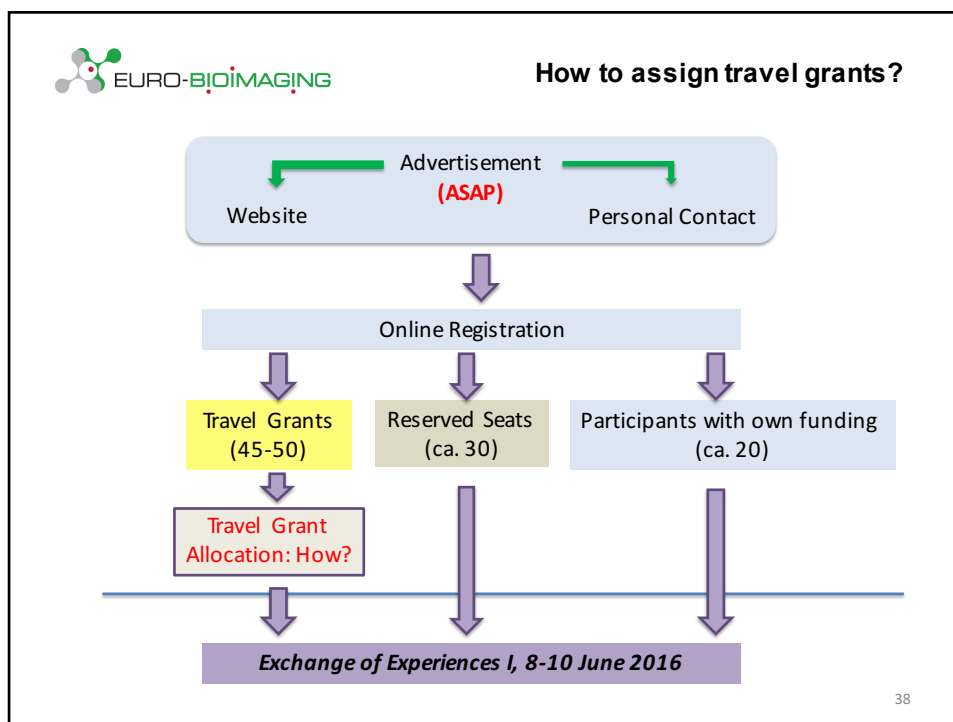 EURO-BIOIMAGING
How to assign travel grants?
Advertisement
(ASAP)
Website
Personal Contact
Online Registration
Travel Grants
(45-50)
Reserved Seats
(ca. 30)
Participants with own funding
(ca. 20)
Travel Grant
Allocation: How?
Exchange of Experiences I, 8-10 June 2016
38